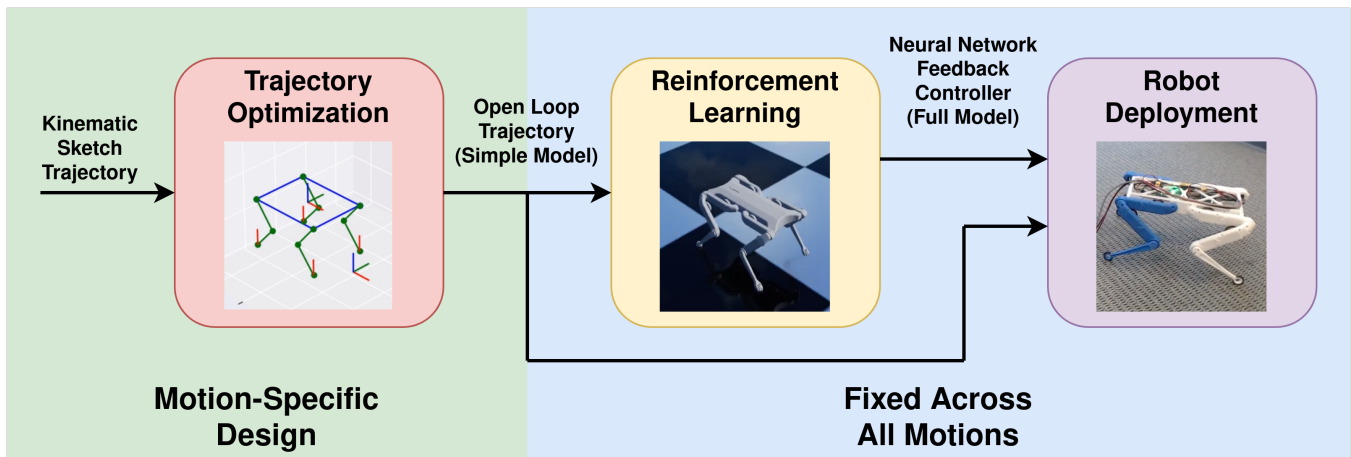 Kinematic
Sketch
Trajectory
Trajectory
Optimization
Open Loop
Trajectory
(Simple Model)
Reinforcement
Learning
Neural Network
Feedback
Controller
(Full Model)
Robot
Deployment
Motion-Specific
Design
Fixed Across
All Motions